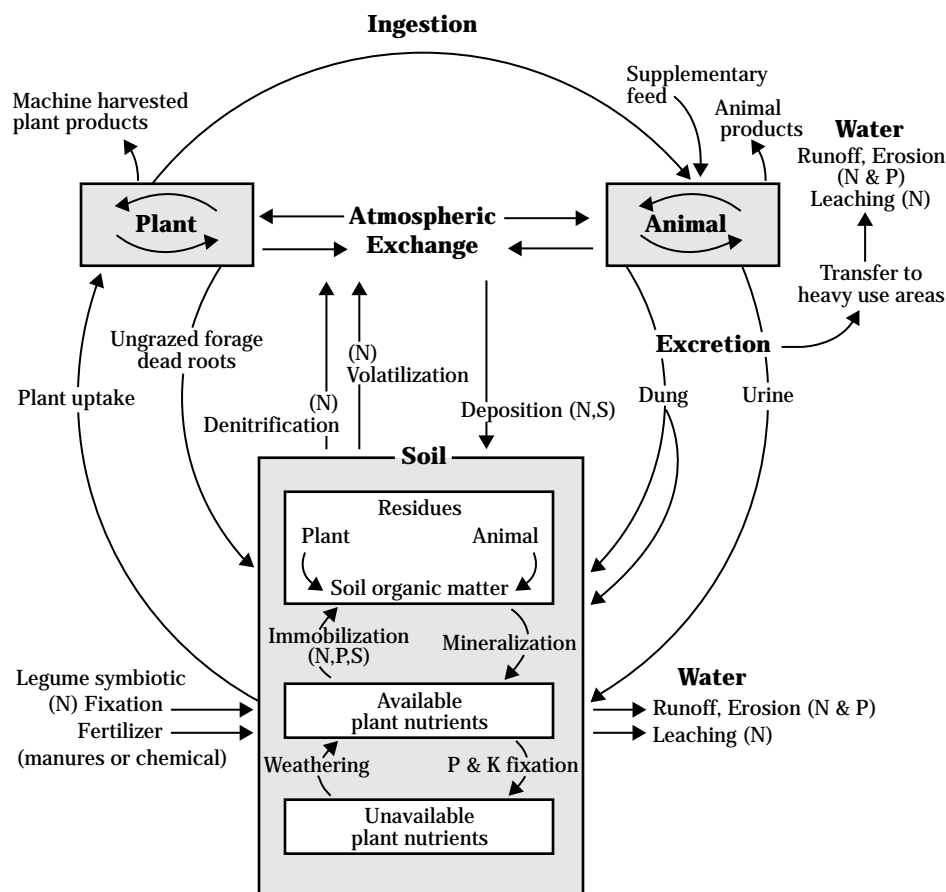 Ingestion
Machine harvested
plant products
Supplementary
feed
Animal
products
Water
Runoff, Erosion
(N & P)
Leaching (N)
Plant
Atmospheric
Exchange
Animal
Transfer to
heavy use areas
Ungrazed forage
dead roots
Excretion
Plant uptake
(N)
Volatilization
(N)
Denitrification
Deposition (N,S)
Dung
Urine
Soil
Residues
Plant
Animal
Soil organic matter
Immobilization
(N,P,S)
Mineralization
Legume symbiotic
(N) Fixation
Fertilizer
(manures or chemical)
Available
plant nutrients
Water
Runoff, Erosion (N & P)
Leaching (N)
Weathering
P & K fixation
Unavailable
plant nutrients